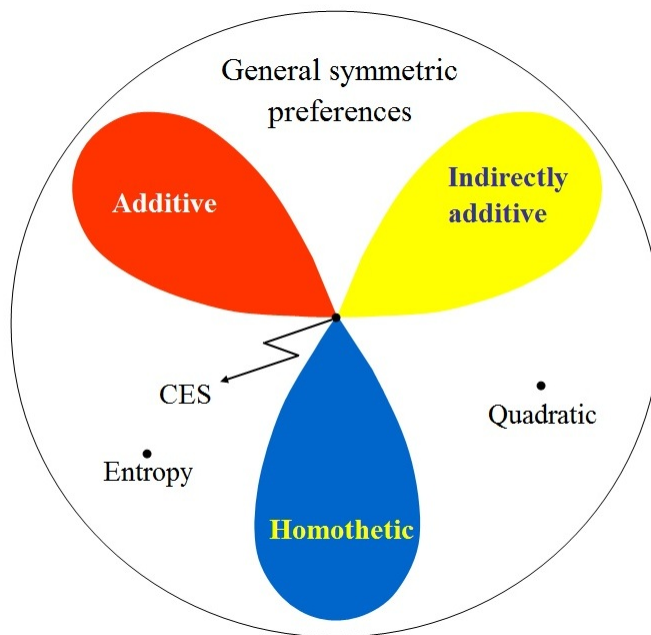 General symmetric
preferences
Additive
Indirectly
additive
CES
Quadratic
Entropy
Homothetic